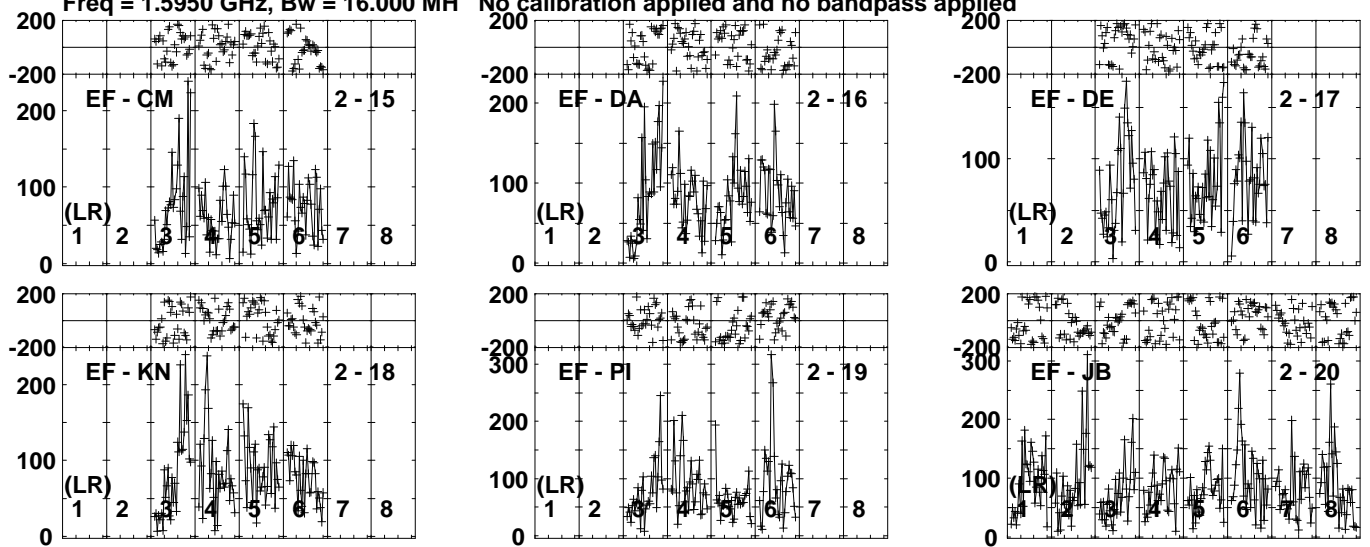 Freq = 1.5950 GHz, Bw = 16.000 MH No calibration applied and no bandpass applied
200 200 200
-200 -200 -200
EF - CM 2 - 15 EF - DA 2 - 16 EF - DE 2 - 17
200 200
100 100 100
(LR) (LR) (LR)
1 2 3 4 5 6 7 8 1 2 3 4 5 6 7 8 1 2 3 4 5 6 7 8
0 0 0
200 200 200
-200 -200 -200
300 300
EF - KN 2 - 18 EF - PI 2 - 19 EF - JB 2 - 20
200 200 200
100 100 100
(LR) (LR) (LR)
1 2 3 4 5 6 7 8 1 2 3 4 5 6 7 8 1 2 3 4 5 6 7 8
0 0 0